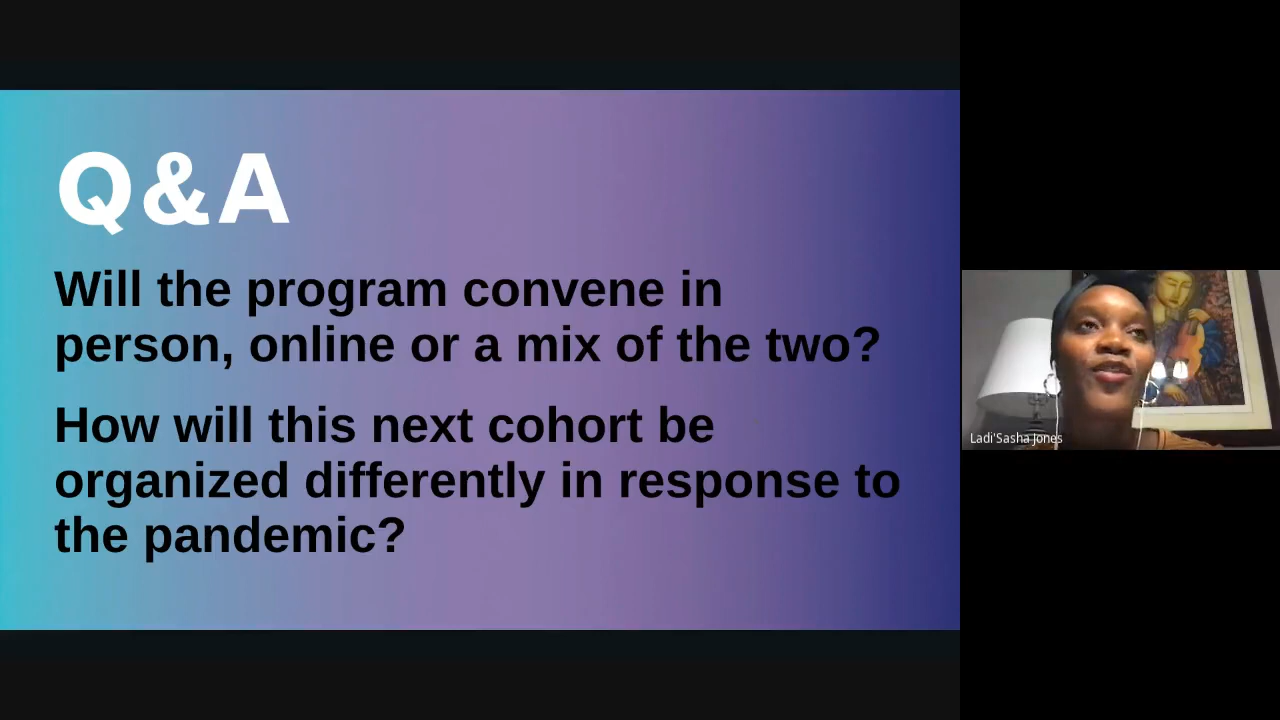 Q&A
Will the program convene in
person, online or a mix of the two?
How will this next cohort be
organized differently in response to
the pandemic?
Ladi'Sasha Jones